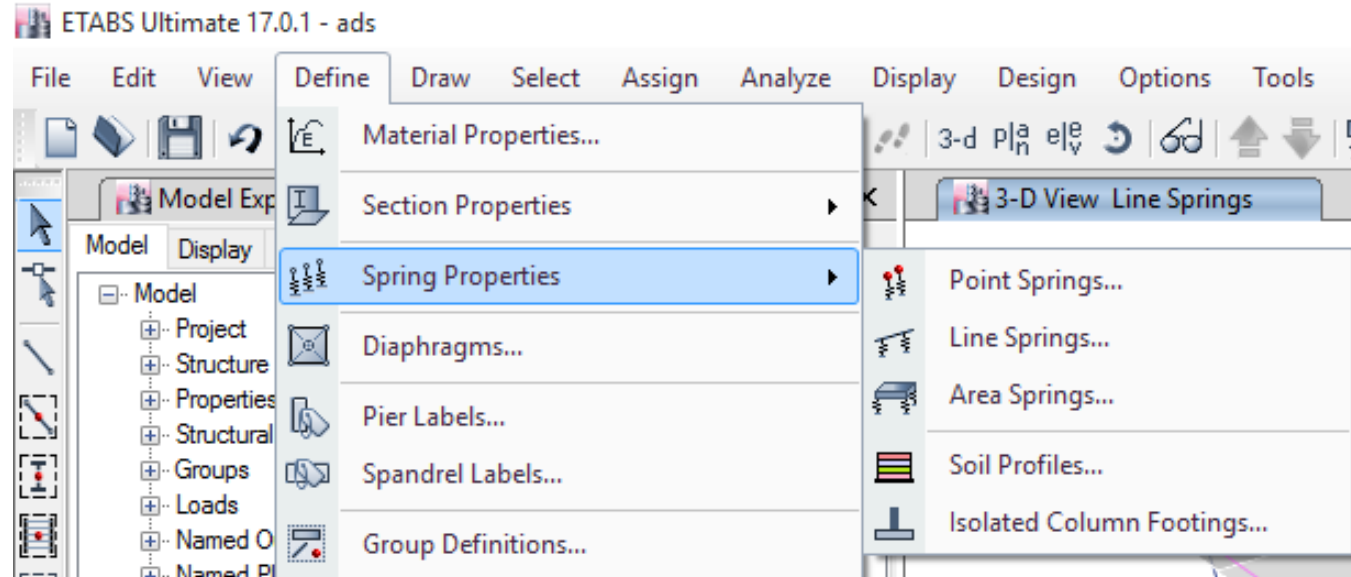 ETABS Ultimate 17.0.1 - ads
File Edit View Define Draw Select Assign Analyze Display Design Options Tools
3-d
Material Properties...
Model
3-D View Line Springs
Section Properties
Model Display
Spring Properties
Point Springs...
Model
Project
Line Springs...
Diaphragms...
Structure
Area Springs...
Properties
Pier Labels...
Structural
Soil Profiles...
Groups
Spandrel Labels...
Loads
Isolated Column Footings...
Named
Group Definitions...
Named